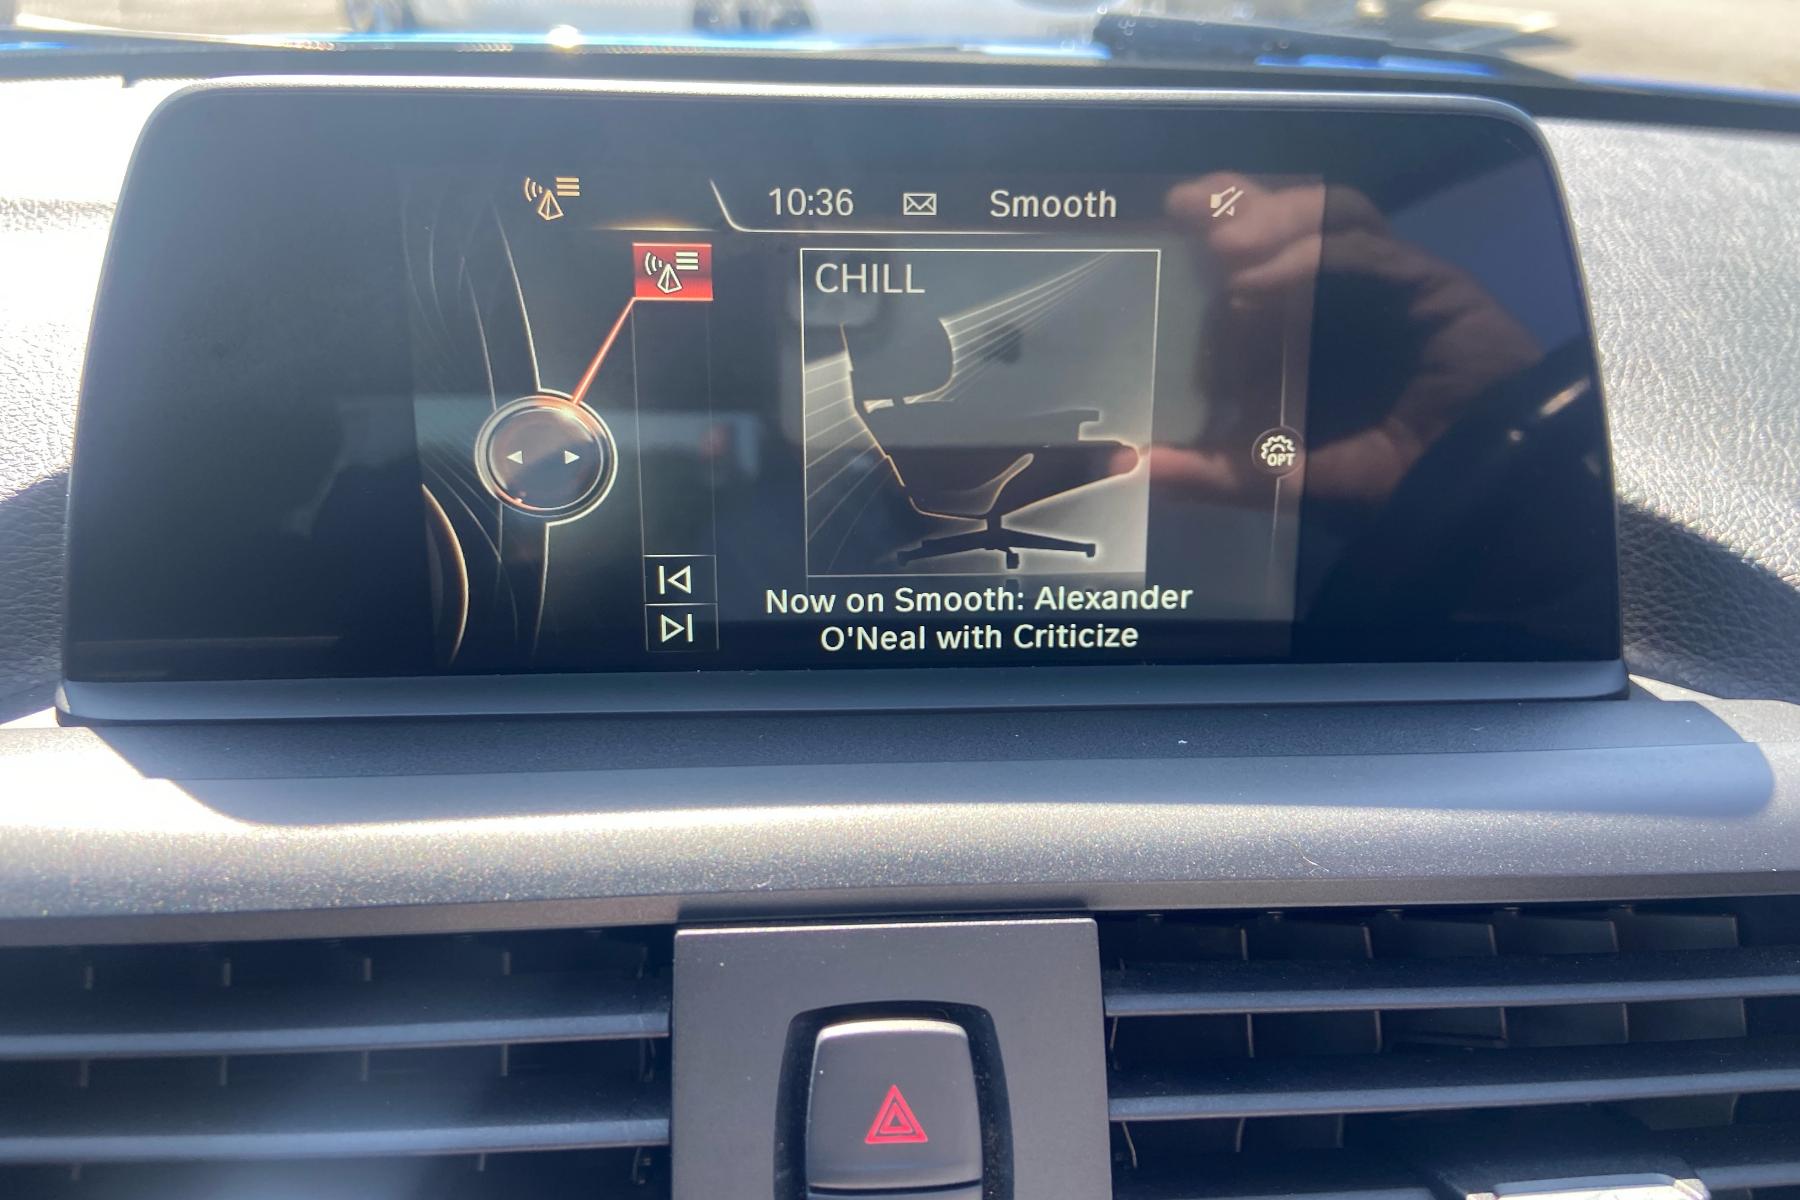 10:36 Smooth
CHILL
OPT
Now on Smooth: Alexander
O'Neal with Criticize